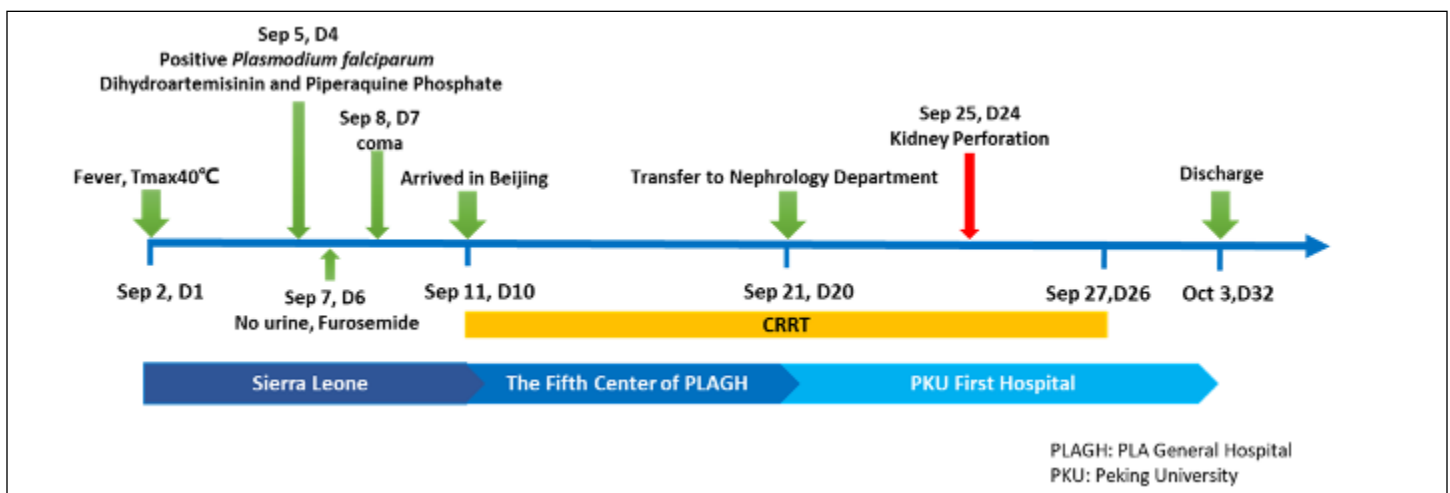 Sep 5, D4
Positive Plasmodium falciparum
Dihydroartemisinin and Piperaquine Phosphate
Sep 8, D7
coma
Sep 25, D24
Kidney Perforation
Fever, Tmax40℃
Arrived in Beijing
Transfer to Nephrology Department
Discharge
Sep 2, D1
Sep 7, D6
No urine, Furosemide
Sep 11, D10
Sep 21, D20
Sep 27,D26
Oct 3,D32
CRRT
Sierra Leone
The Fifth Center of PLAGH
PKU First Hospital
PLAGH: PLA General Hospital
PKU: Peking University